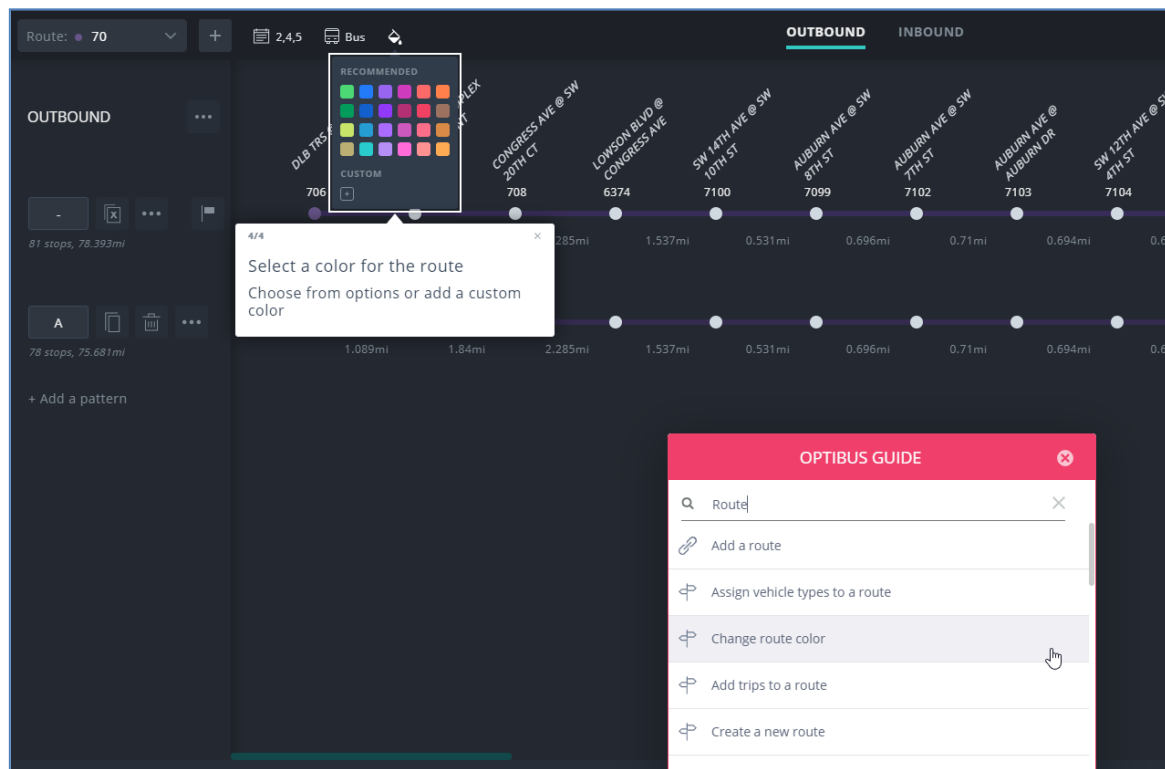 Route: 70
2,4,5
Bus
OUTBOUND
INBOUND
RECOMMENDED
CUSTOM
OUTBOUND
-
81 stops, 78.393mi
A
78 stops, 75.681mi
+ Add a pattern
DLB TRS
CONGRESS AVE @ SW
20TH CT
LOWSON BLVD @
CONGRESS AVE
SW 14TH AVE @ SW
10TH ST
AUBURN AVE @ SW
8TH ST
AUBURN AVE @ SW
7TH ST
AUBURN AVE @
AUBURN DR
SW 12TH AVE @
4TH ST
706
708
6374
7100
7099
7102
7103
7104
285mi
1.537mi
0.531mi
0.696mi
0.71mi
0.694mi
4/4
Select a color for the route
Choose from options or add a custom
color
1.089mi
1.84mi
2.285mi
1.537mi
0.531mi
0.696mi
0.71mi
0.694mi
OPTIBUS GUIDE
Route
Add a route
Assign vehicle types to a route
Change route color
Add trips to a route
Create a new route